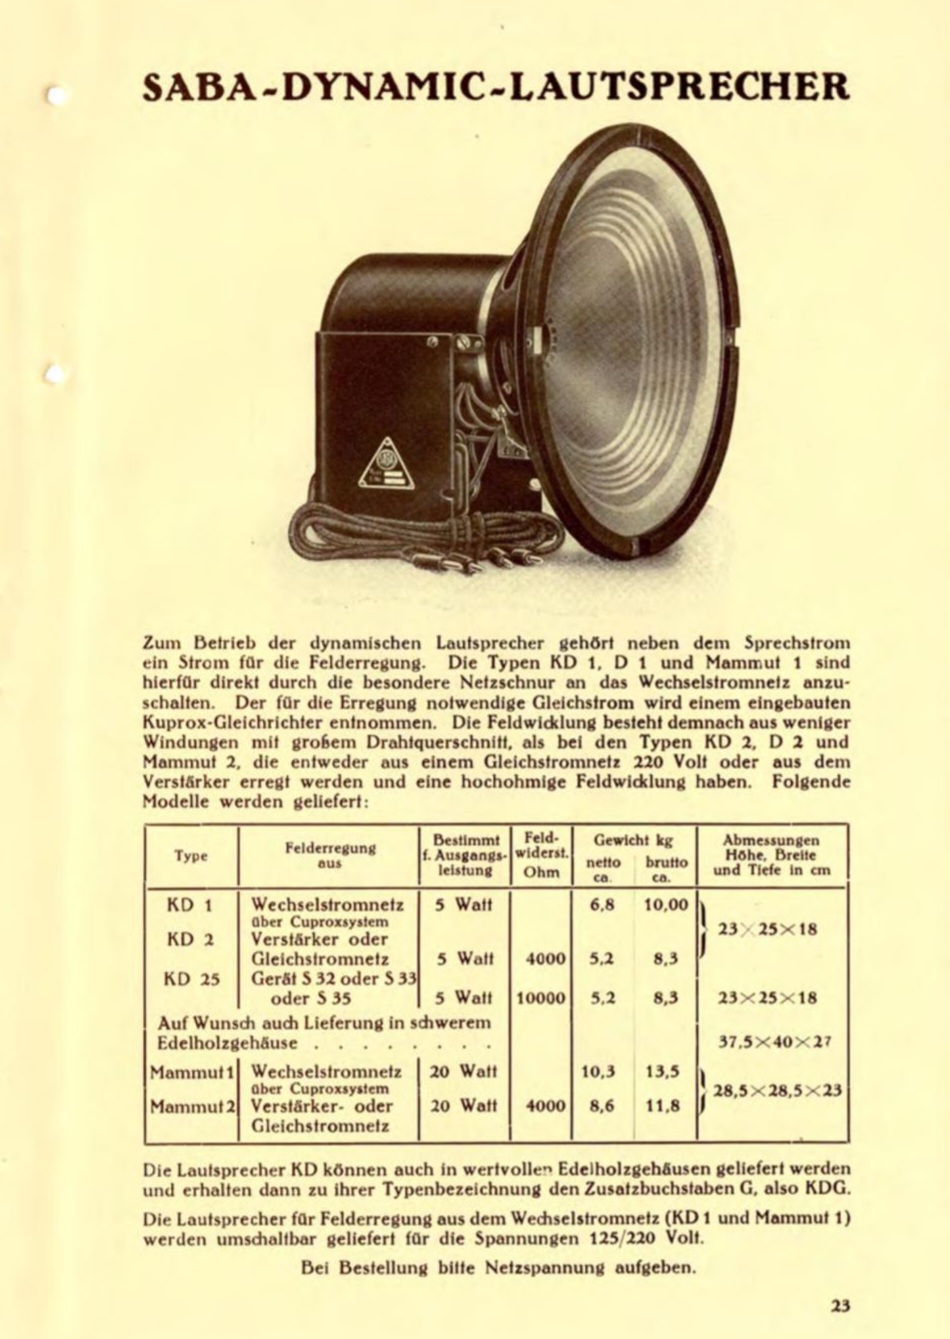 SABA-DYNAMIC-LAUTSPRECHER
Zum Betrieb der dynamischen Lautsprecher gehört neben dem Sprechstrom
ein Strom für die Felderregung. Die Typen KD 1, D 1 und Mammut 1 sind
hierfür direkt durch die besondere Netzschnur an das Wechselstromnetz anzu-
schalten. Der für die Erregung notwendige Gleichstrom wird einem eingebauten
Kuprox-Gleichrichter entnommen. Die Feldwicklung besteht demnach aus weniger
Windungen mit großem Drahtquerschnitt, als bei den Typen KD 2, D 2 und
Mammut 2, die entweder aus einem Gleichstromnetz 220 Volt oder aus dem
Verstärker erregt werden und eine hochohmige Feldwicklung haben. Folgende
Modelle werden geliefert:
Type Felderregung aus Bestimmt f. Ausgangs-leistung Feld-widerst. Ohm Gewicht kg netto ca. brutto ca. Abmessungen Höhe, Breite und Tiefe in cm
KD 1 Wechselstromnetz 5 Watt 6,8 10,00
über Cuproxsystem
23×25×18
KD 2 Verstärker oder
Gleichstromnetz 5 Watt 4000 5,2 8,3
KD 25 Gerät S 32 oder S 33
oder S 35 5 Watt 10000 5,2 8,3 23×25×18
Auf Wunsch auch Lieferung in schwerem
Edelholzgehäuse . . . . . . . . 37,5×40×27
Mammut 1 Wechselstromnetz 20 Watt 10,3 13,5
über Cuproxsystem 28,5×28,5×23
Mammut 2 Verstärker- oder 20 Watt 4000 8,6 11,8
Gleichstromnetz
Die Lautsprecher KD können auch in wertvollen Edelholzgehäusen geliefert werden
und erhalten dann zu ihrer Typenbezeichnung den Zusatzbuchstaben G, also KDG.
Die Lautsprecher für Felderregung aus dem Wechselstromnetz (KD 1 und Mammut 1)
werden umschaltbar geliefert für die Spannungen 125/220 Volt.
Bei Bestellung bitte Netzspannung aufgeben.
23